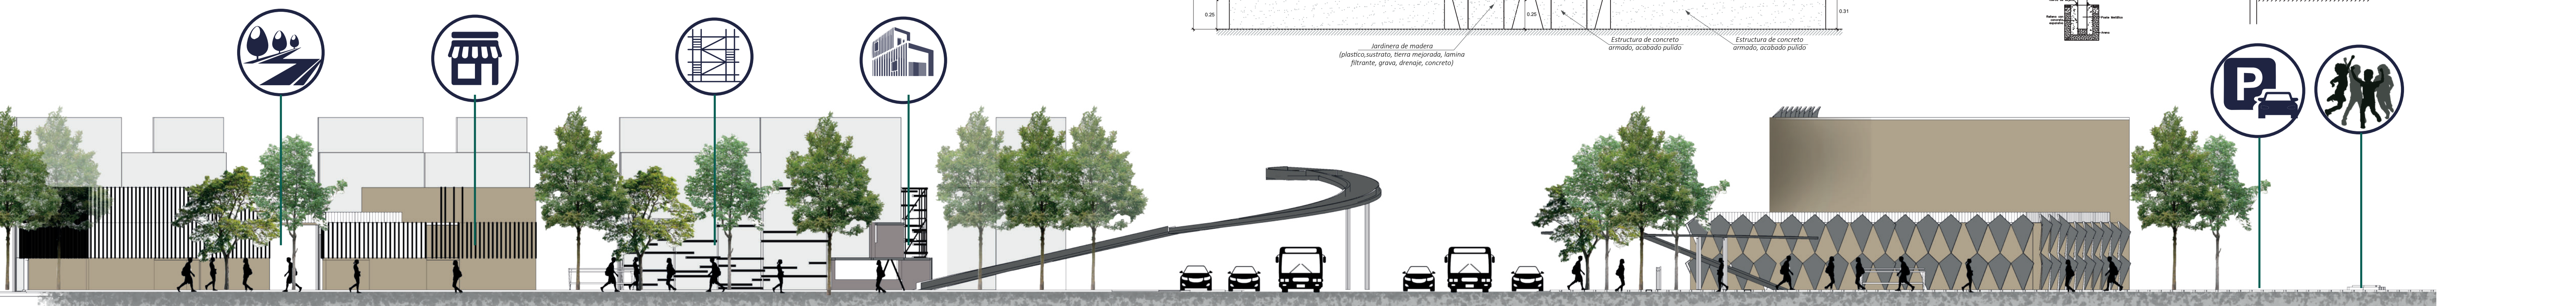 0.25
0.25
0.31
Jardinera de madera
(plastico,sustrato, tierra mejorada, lamina
filtrante, grava, drenaje, concreto)
Estructura de concreto
armado, acabado pulido
Estructura de concreto
armado, acabado pulido
P